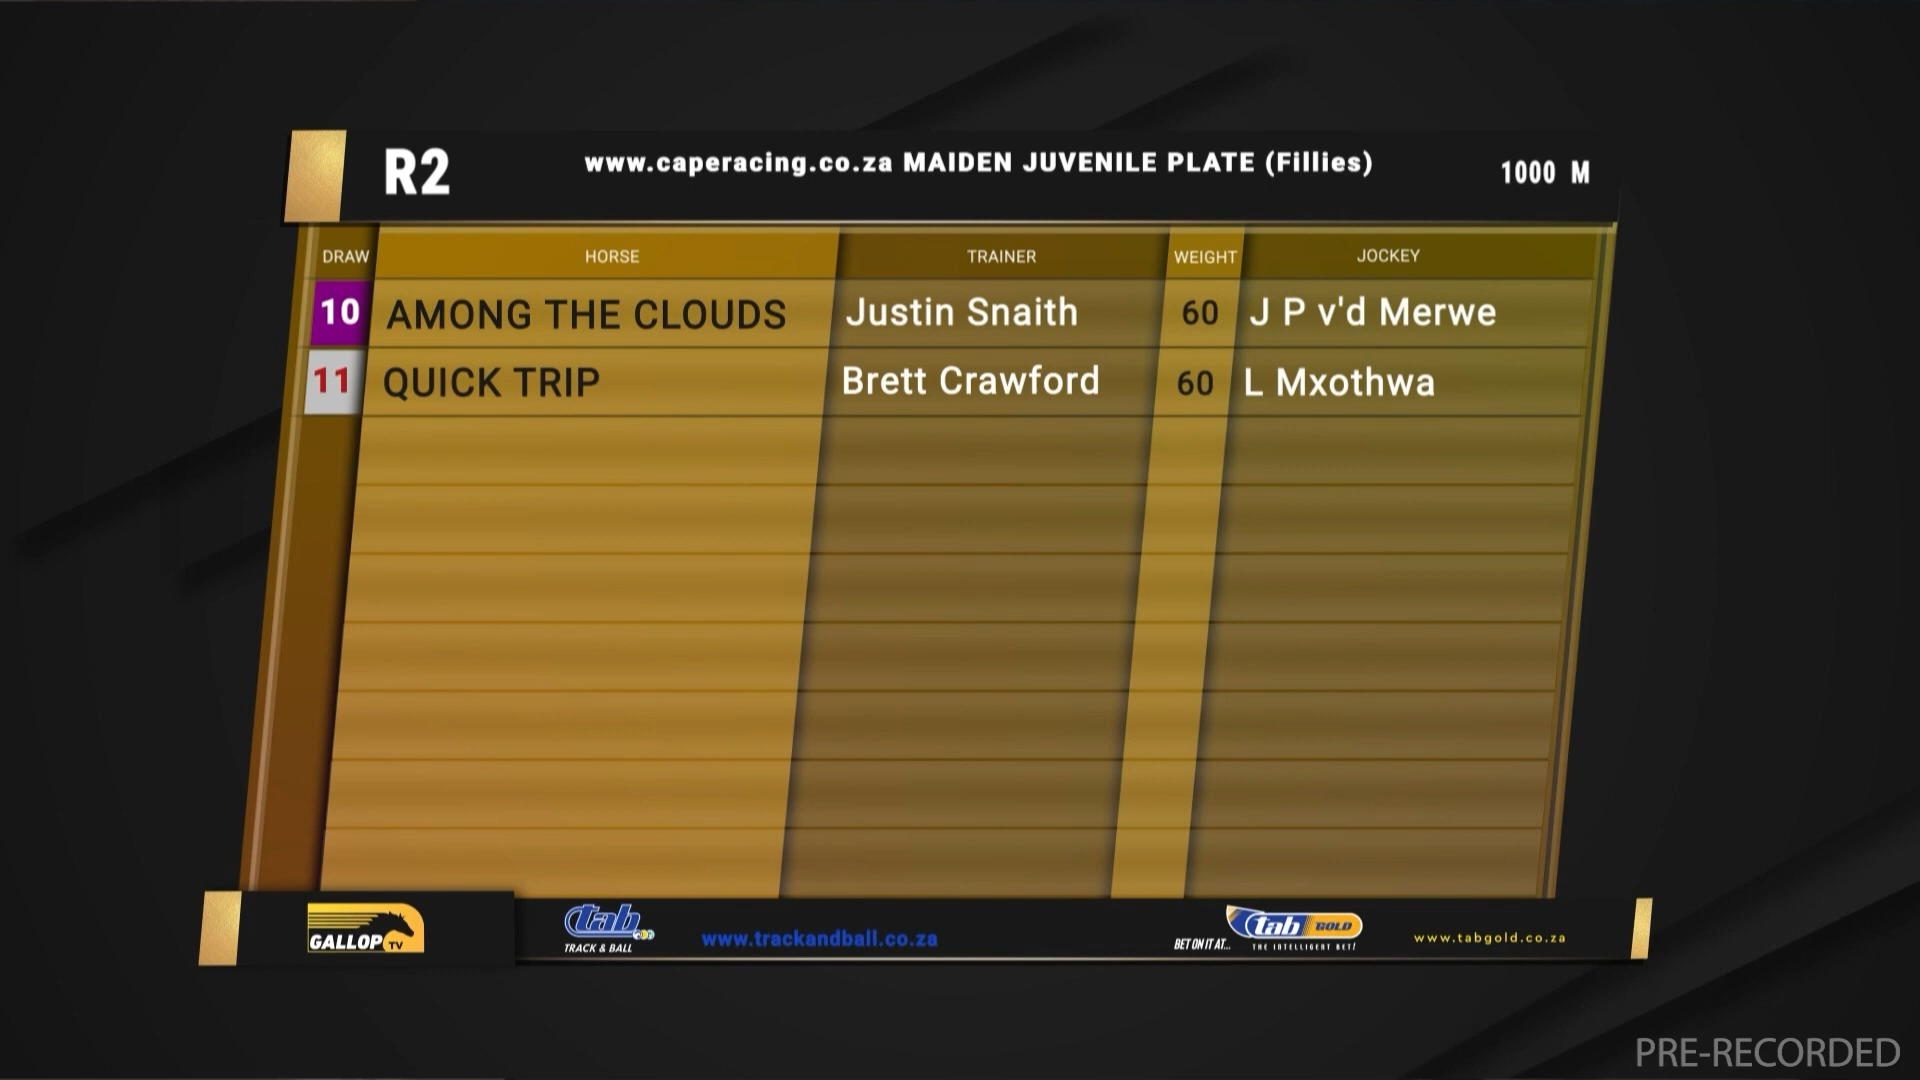 R2 www.caperacing.co.za MAIDEN JUVENILE PLATE (Fillies) 1000 M
DRAW HORSE TRAINER WEIGHT JOCKEY
10 AMONG THE CLOUDS Justin Snaith 60 J P v'd Merwe
11 QUICK TRIP Brett Crawford 60 L Mxothwa
GALLOP TV tab TRACK & BALL www.trackandball.co.za BET ON IT AT... tab GOLD THE INTELLIGENT BET! www.tabgold.co.za
PRE-RECORDED